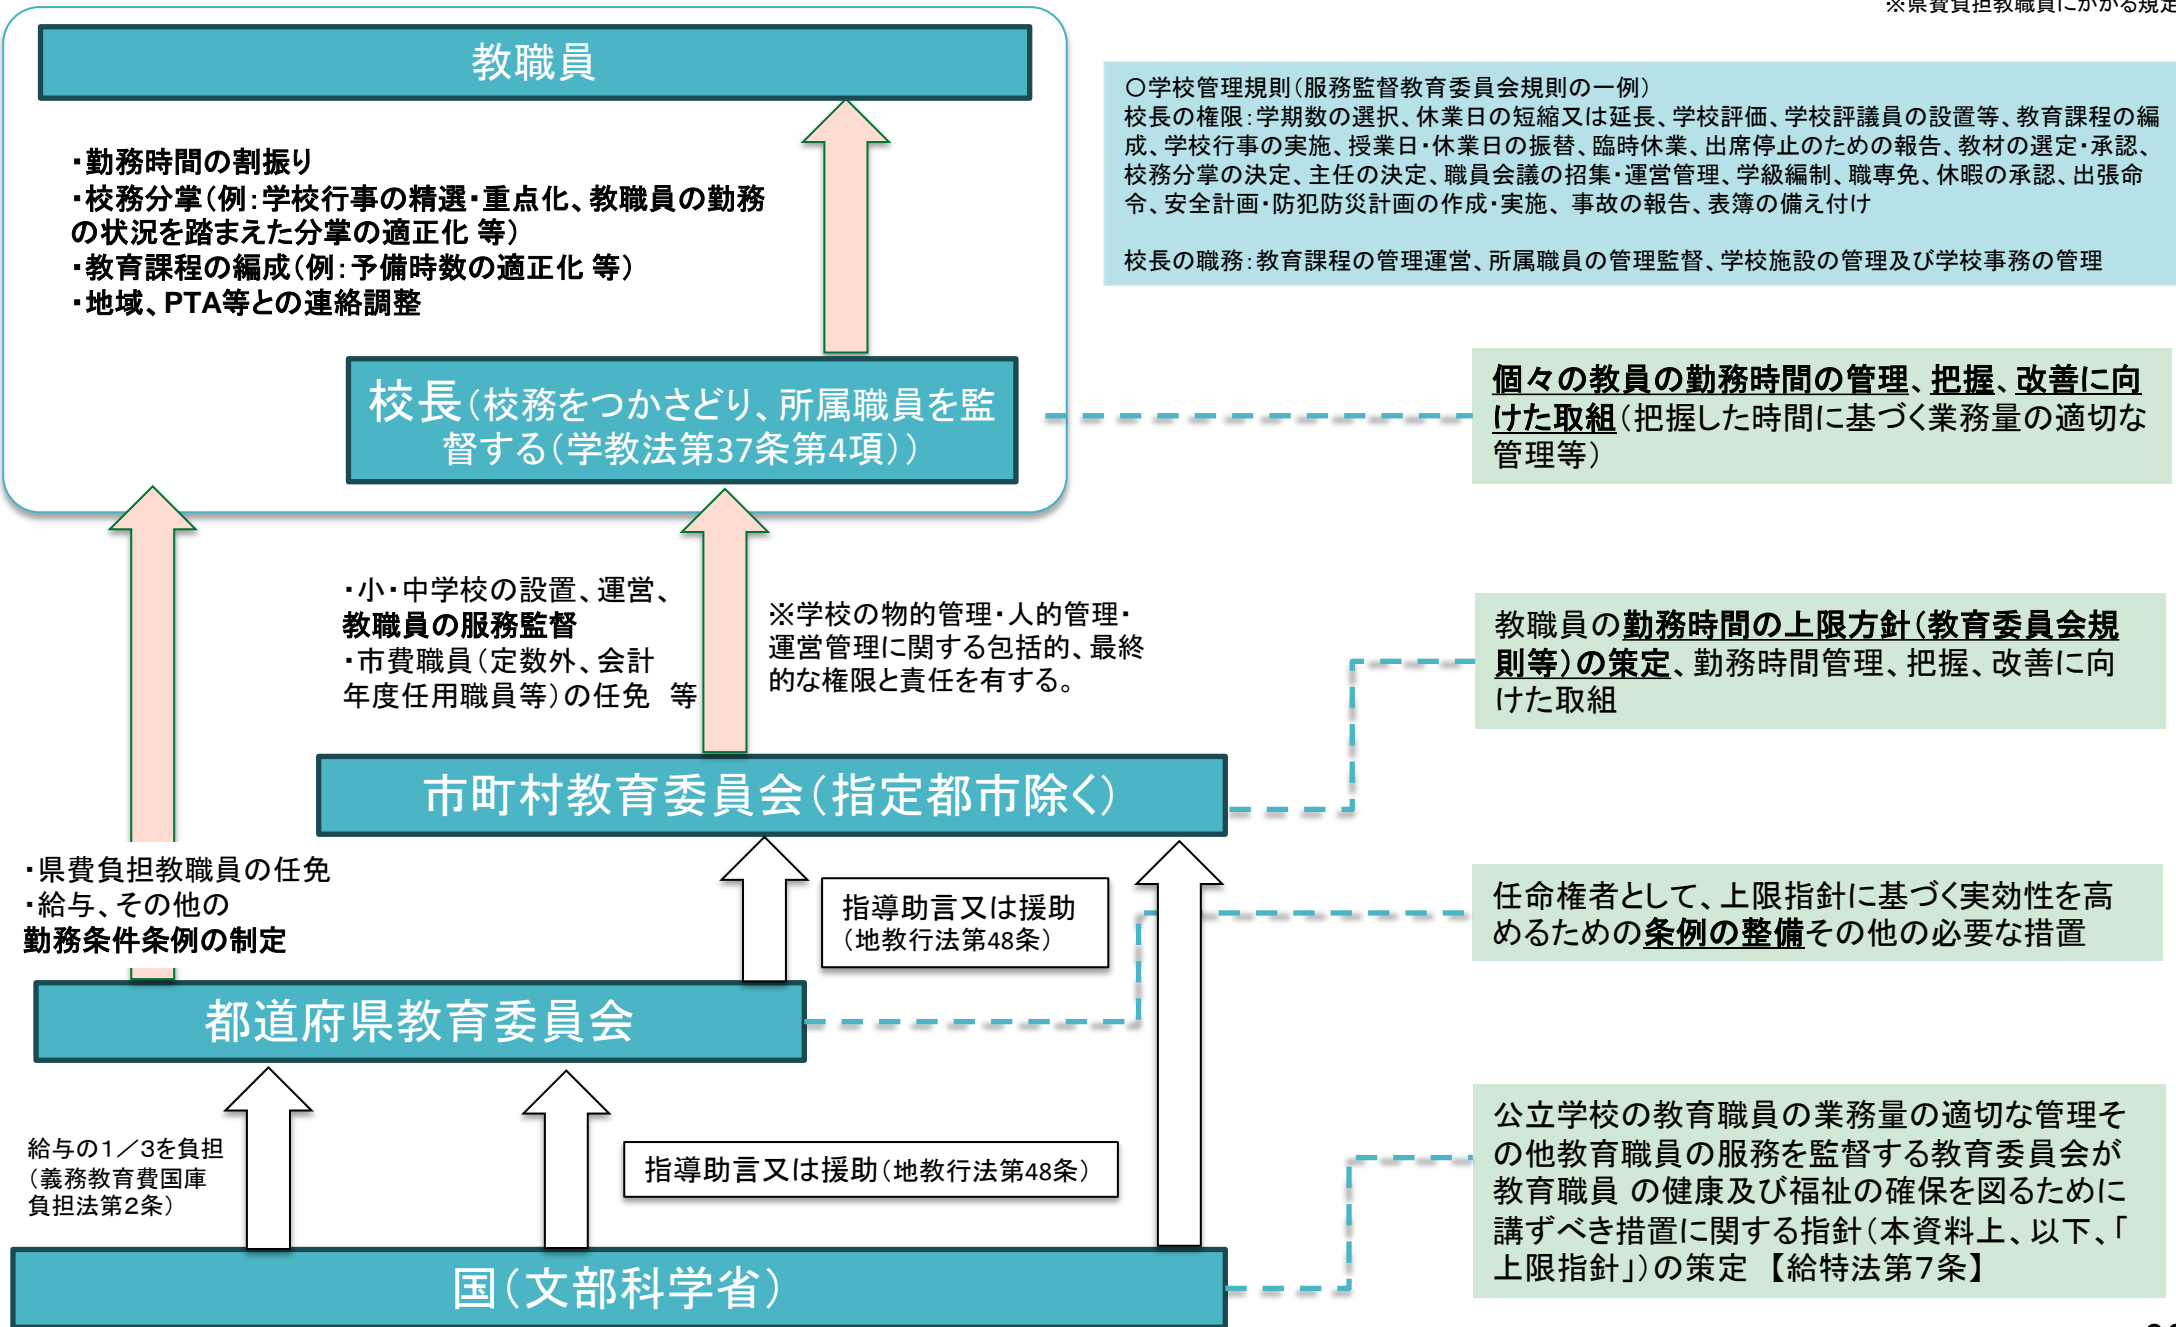 ※県費負担教職員にかかる規定
教職員
○学校管理規則(服務監督教育委員会規則の一例)
校長の権限:学期数の選択、休業日の短縮又は延長、学校評価、学校評議員の設置等、教育課程の編
成、学校行事の実施、授業日・休業日の振替、臨時休業、出席停止のための報告、教材の選定・承認、
校務分掌の決定、主任の決定、職員会議の招集・運営管理、学級編制、職専免、休暇の承認、出張命
令、安全計画・防犯防災計画の作成・実施、 事故の報告、表簿の備え付け
校長の職務:教育課程の管理運営、所属職員の管理監督、学校施設の管理及び学校事務の管理
・勤務時間の割振り
・校務分掌(例:学校行事の精選・重点化、教職員の勤務
の状況を踏まえた分掌の適正化 等)
・教育課程の編成(例:予備時数の適正化 等)
・地域、PTA等との連絡調整
校長(校務をつかさどり、所属職員を監
督する(学教法第37条第4項))
個々の教員の勤務時間の管理、把握、改善に向
けた取組(把握した時間に基づく業務量の適切な
管理等)
・小・中学校の設置、運営、
教職員の服務監督
・市費職員(定数外、会計
年度任用職員等)の任免 等
※学校の物的管理・人的管理・
運営管理に関する包括的、最終
的な権限と責任を有する。
教職員の勤務時間の上限方針(教育委員会規
則等)の策定、勤務時間管理、把握、改善に向
けた取組
市町村教育委員会(指定都市除く)
・県費負担教職員の任免
・給与、その他の
勤務条件条例の制定
指導助言又は援助
(地教行法第48条)
任命権者として、上限指針に基づく実効性を高
めるための条例の整備その他の必要な措置
都道府県教育委員会
給与の1/3を負担
(義務教育費国庫
負担法第2条)
指導助言又は援助(地教行法第48条)
公立学校の教育職員の業務量の適切な管理そ
の他教育職員の服務を監督する教育委員会が
教育職員 の健康及び福祉の確保を図るために
講ずべき措置に関する指針(本資料上、以下、「
上限指針」)の策定 【給特法第7条】
国(文部科学省)